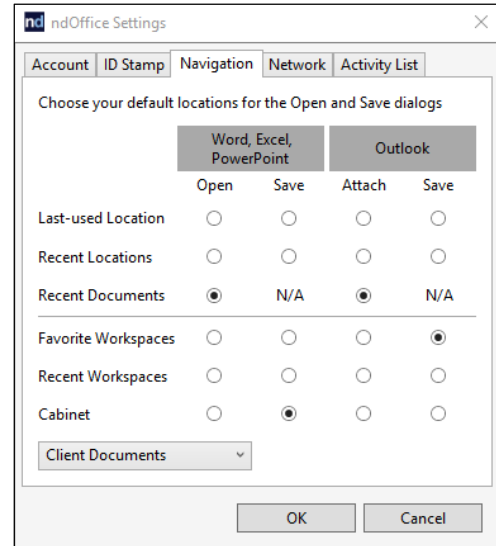 nd ndOffice Settings
Account ID Stamp Navigation Network Activity List
Choose your default locations for the Open and Save dialogs
Word, Excel,
PowerPoint
Outlook
Open Save Attach Save
Last-used Location
Recent Locations
Recent Documents N/A N/A
Favorite Workspaces
Recent Workspaces
Cabinet
Client Documents
OK Cancel